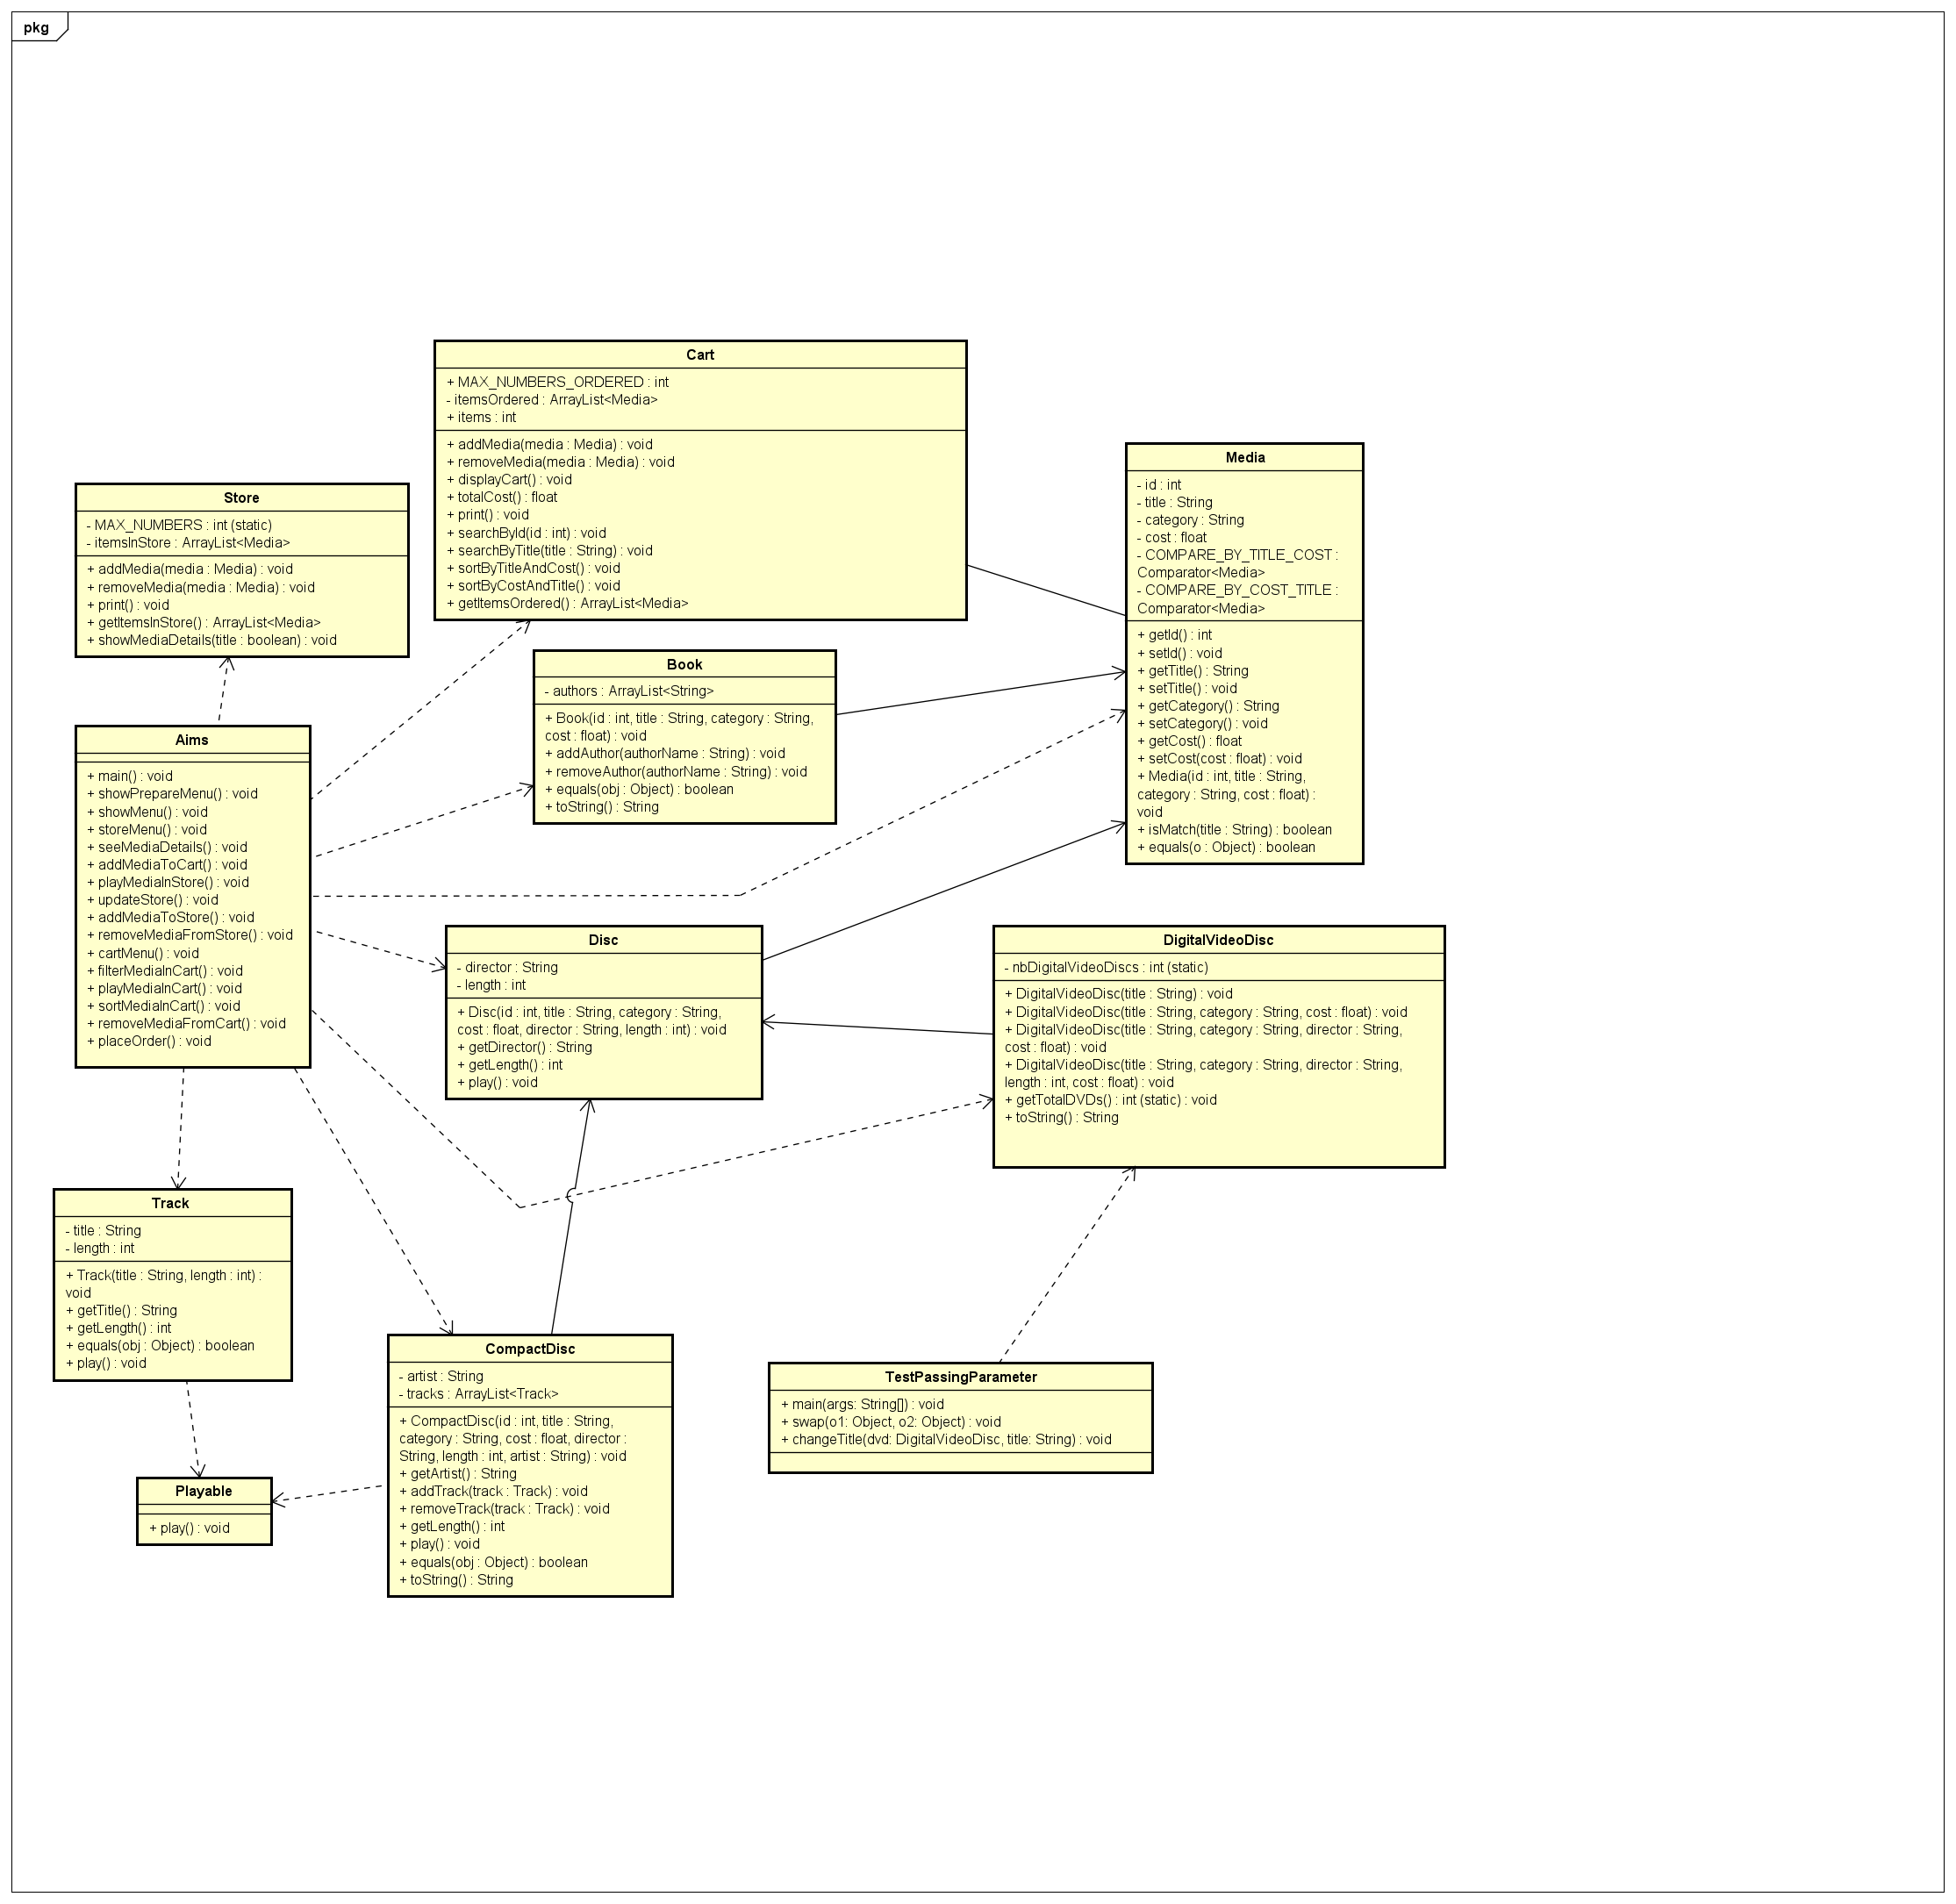 pkg
Cart
+ MAX_NUMBERS_ORDERED : int
- itemsOrdered : ArrayList<Media>
+ items : int
+ addMedia(media : Media) : void
+ removeMedia(media : Media) : void
+ displayCart() : void
+ totalCost() : float
+ print() : void
+ searchById(id : int) : void
+ searchByTitle(title : String) : void
+ sortByTitleAndCost() : void
+ sortByCostAndTitle() : void
+ getItemsOrdered() : ArrayList<Media>
Media
- id : int
- title : String
- category : String
- cost : float
- COMPARE_BY_TITLE_COST :
Comparator<Media>
- COMPARE_BY_COST_TITLE :
Comparator<Media>
+ getId() : int
+ setId() : void
+ getTitle() : String
+ setTitle() : void
+ getCategory() : String
+ setCategory() : void
+ getCost() : float
+ setCost(cost : float) : void
+ Media(id : int, title : String,
category : String, cost : float) :
void
+ isMatch(title : String) : boolean
+ equals(o : Object) : boolean
Store
- MAX_NUMBERS : int (static)
- itemsInStore : ArrayList<Media>
+ addMedia(media : Media) : void
+ removeMedia(media : Media) : void
+ print() : void
+ getItemsInStore() : ArrayList<Media>
+ showMediaDetails(title : boolean) : void
Book
- authors : ArrayList<String>
+ Book(id : int, title : String, category : String,
cost : float) : void
+ addAuthor(authorName : String) : void
+ removeAuthor(authorName : String) : void
+ equals(obj : Object) : boolean
+ toString() : String
Aims
+ main() : void
+ showPrepareMenu() : void
+ showMenu() : void
+ storeMenu() : void
+ seeMediaDetails() : void
+ addMediaToCart() : void
+ playMediaInStore() : void
+ updateStore() : void
+ addMediaToStore() : void
+ removeMediaFromStore() : void
+ cartMenu() : void
+ filterMediaInCart() : void
+ playMediaInCart() : void
+ sortMediaInCart() : void
+ removeMediaFromCart() : void
+ placeOrder() : void
Disc
- director : String
- length : int
+ Disc(id : int, title : String, category : String,
cost : float, director : String, length : int) : void
+ getDirector() : String
+ getLength() : int
+ play() : void
DigitalVideoDisc
- nbDigitalVideoDiscs : int (static)
+ DigitalVideoDisc(title : String) : void
+ DigitalVideoDisc(title : String, category : String, cost : float) : void
+ DigitalVideoDisc(title : String, category : String, director : String,
cost : float) : void
+ DigitalVideoDisc(title : String, category : String, director : String,
length : int, cost : float) : void
+ getTotalDVDs() : int (static) : void
+ toString() : String
Track
- title : String
- length : int
+ Track(title : String, length : int) :
void
+ getTitle() : String
+ getLength() : int
+ equals(obj : Object) : boolean
+ play() : void
CompactDisc
- artist : String
- tracks : ArrayList<Track>
+ CompactDisc(id : int, title : String,
category : String, cost : float, director :
String, length : int, artist : String) : void
+ getArtist() : String
+ addTrack(track : Track) : void
+ removeTrack(track : Track) : void
+ getLength() : int
+ play() : void
+ equals(obj : Object) : boolean
+ toString() : String
TestPassingParameter
+ main(args: String[]) : void
+ swap(o1: Object, o2: Object) : void
+ changeTitle(dvd: DigitalVideoDisc, title: String) : void
Playable
+ play() : void